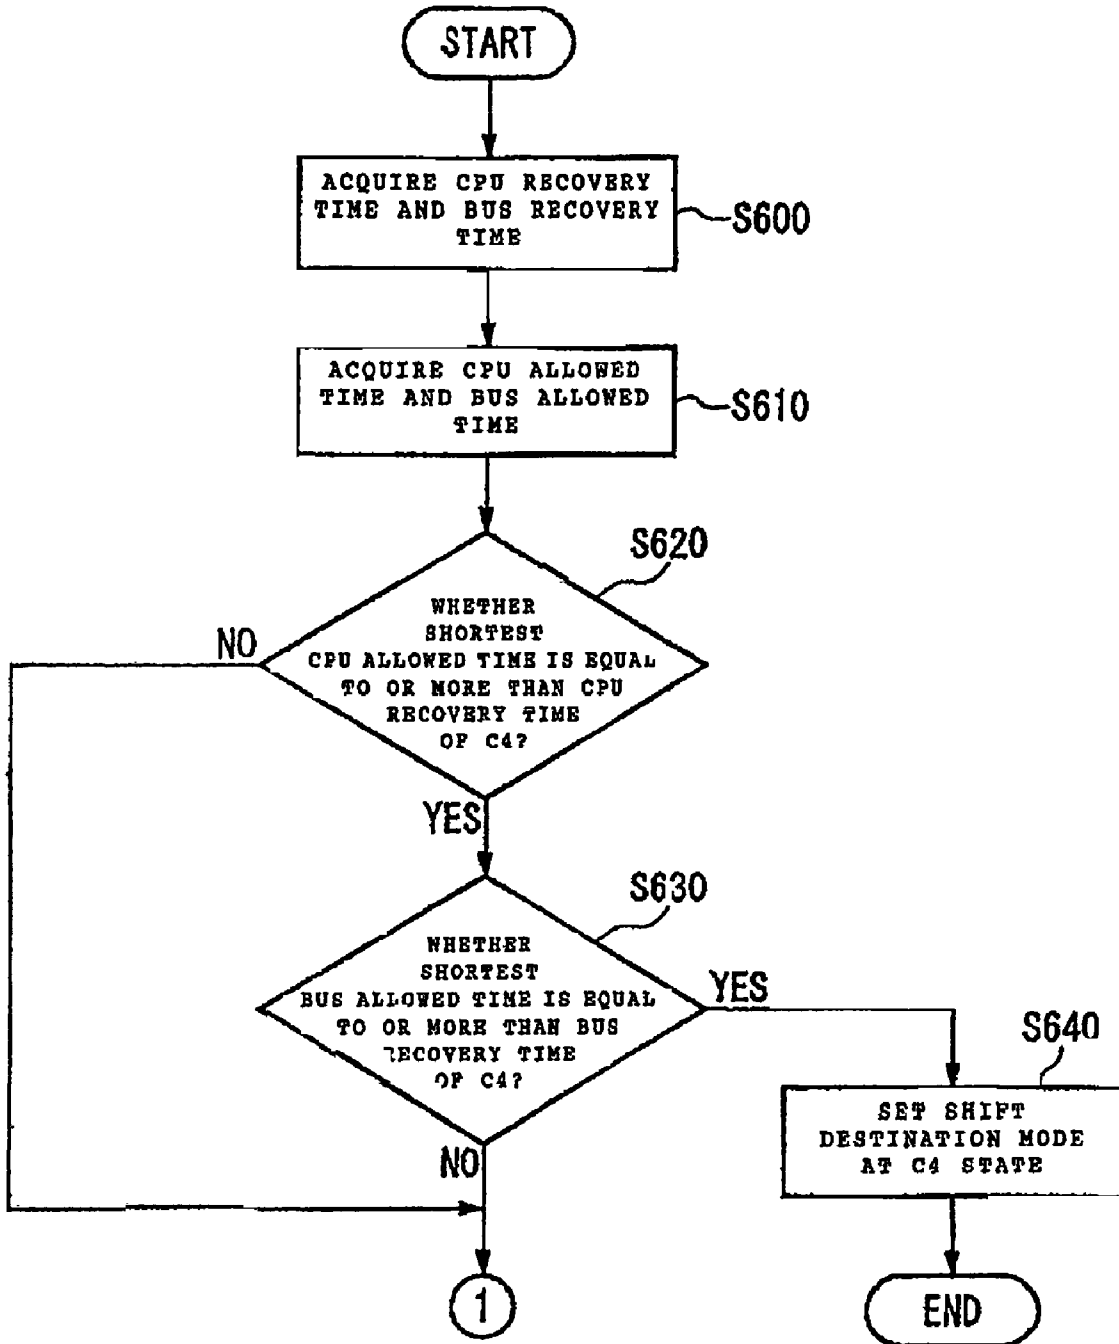 START
ACQUIRE CPU RECOVERY
TIME AND BUS RECOVERY
TIME
S600
ACQUIRE CPU ALLOWED
TIME AND BUS ALLOWED
TIME
S610
S620
WHETHER
SHORTEST
CPU ALLOWED TIME IS EQUAL
TO OR MORE THAN CPU
RECOVERY TIME
OF C4?
NO
YES
S630
WHETHER
SHORTEST
BUS ALLOWED TIME IS EQUAL
TO OR MORE THAN BUS
RECOVERY TIME
OF C4?
YES
NO
S640
SET SHIFT
DESTINATION MODE
AT C4 STATE
1
END